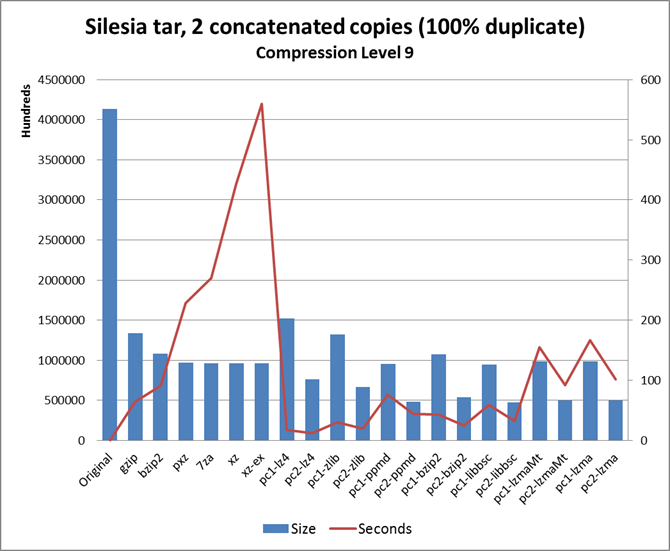 Silesia tar, 2 concatenated copies (100% duplicate)
Compression Level 9
Hundreds
4500000
4000000
3500000
3000000
2500000
2000000
1500000
1000000
500000
0
600
500
400
300
200
100
0
Original
gzip
bzip2
pxz
7za
xz
xz-ex
pc1-lz4
pc2-lz4
pc1-zlib
pc2-zlib
pc1-ppmd
pc2-ppmd
pc1-bzip2
pc2-bzip2
pc1-libbsc
pc2-libbsc
pc1-lzmaMt
pc2-lzmaMt
pc1-lzma
pc2-lzma
Size
Seconds